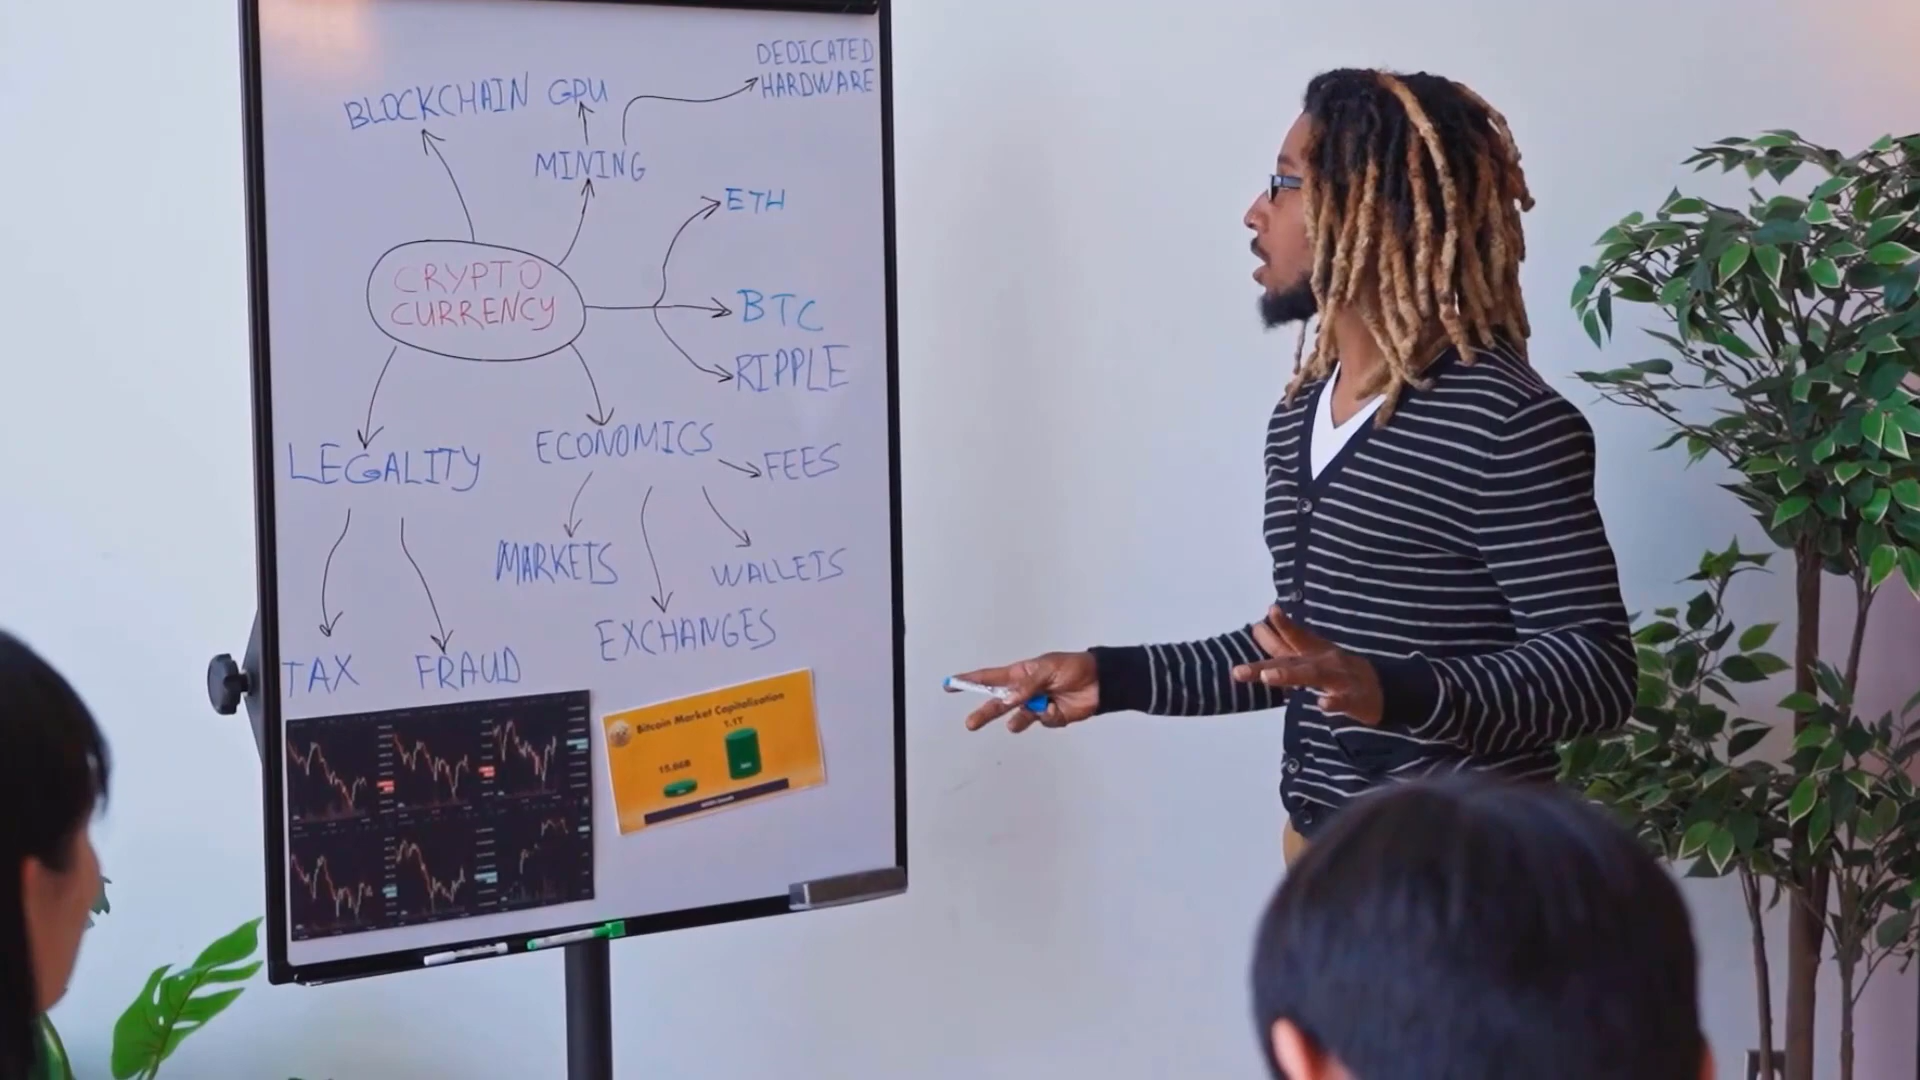 DEDICATED
HARDWARE
BLOCKCHAIN
GPU
MINING
ETH
CRYPTO
CURRENCY
BTC
RIPPLE
LEGALITY
ECONOMICS
FEES
MARKETS
WALLETS
EXCHANGES
TAX
FRAUD
Bitcoin Market Capitalisation
1.1T
15.86B